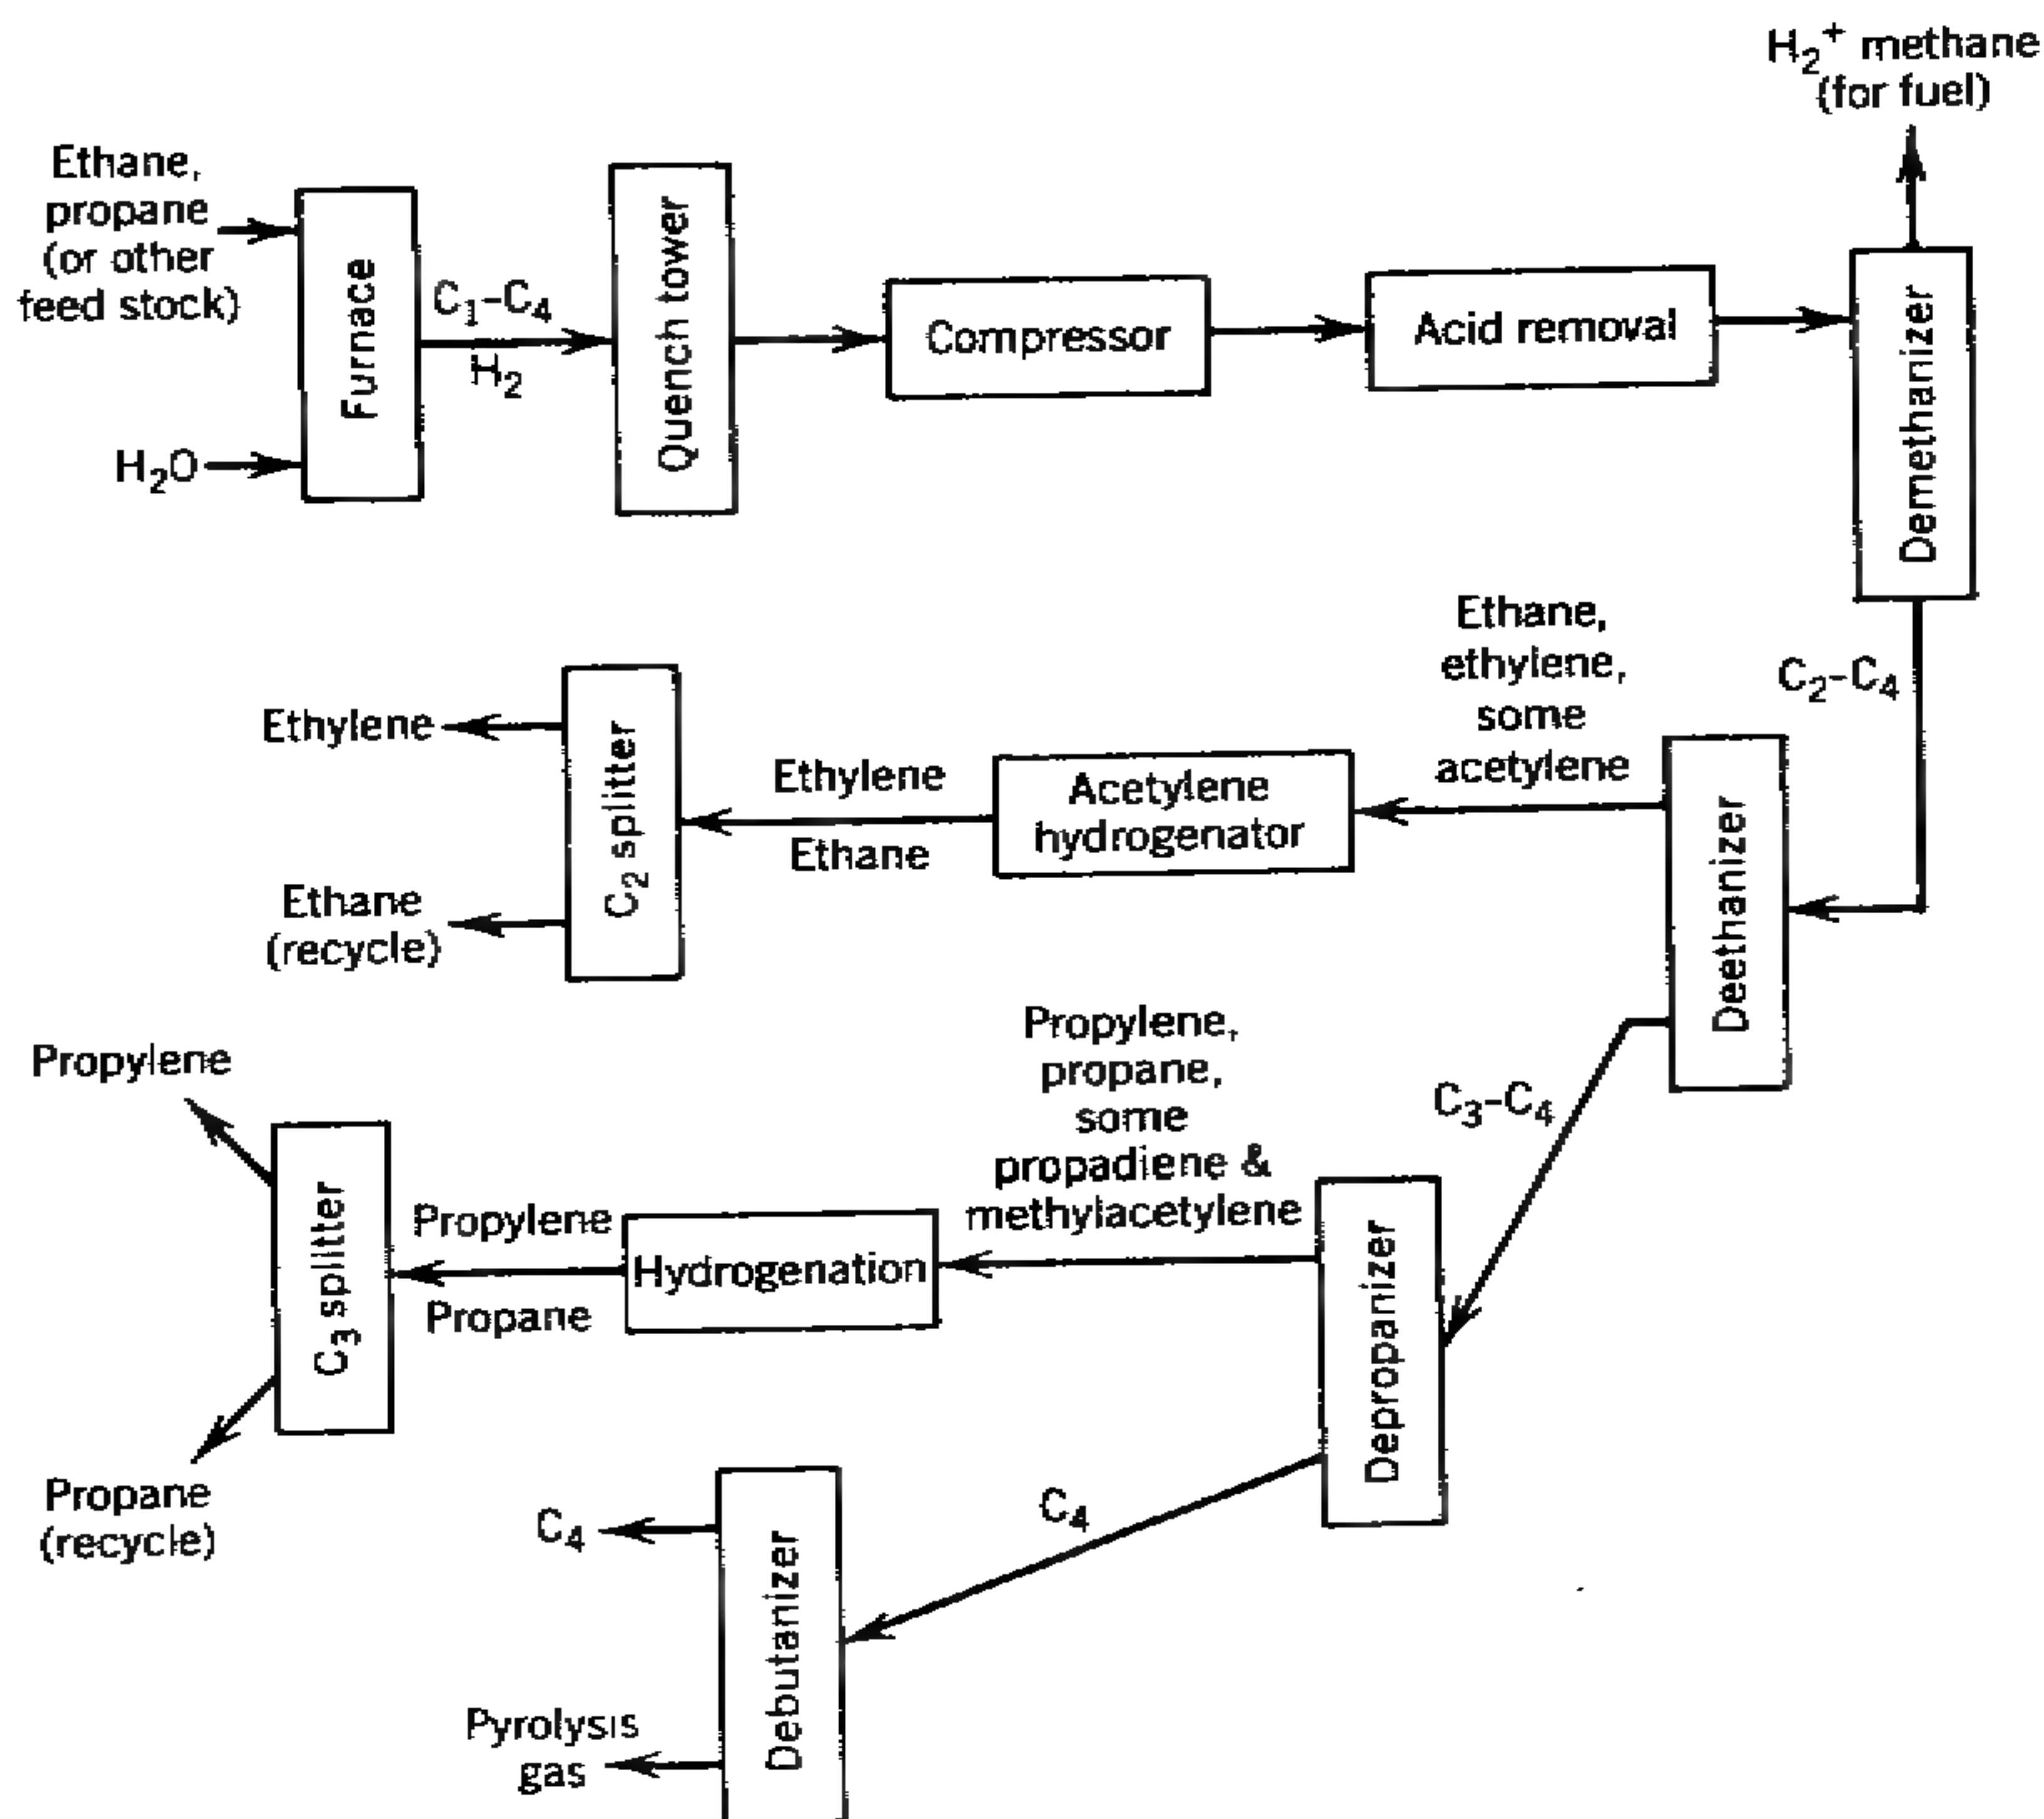 H₂⁺ methane
(for fuel)
Ethane,
propane
(or other
feed stock)
H₂O
Furnace
C₁-C₄
H₂
Quench tower
Compressor
Acid removal
Demethanizer
C₂-C₄
Ethane,
ethylene,
some
acetylene
Deethanizer
Acetylene
hydrogenator
Ethylene
Ethane
C₂ splitter
Ethylene
Ethane
(recycle)
C₃-C₄
Depropanizer
Propylene,
propane,
some
propadiene &
methylacetylene
Hydrogenation
Propylene
Propane
C₃ splitter
Propylene
Propane
(recycle)
C₄
Debutanizer
C₄
Pyrolysis
gas